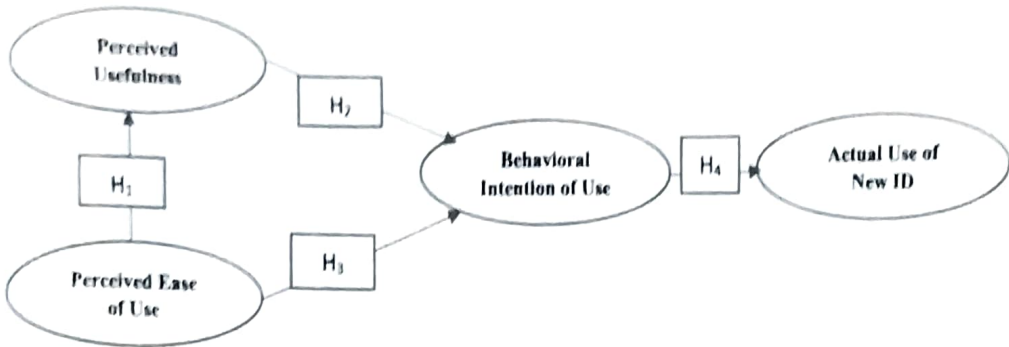 Perceived
Usefulness
H₂
H₁
Behavioral
Intention of Use
H₄
Actual Use of
New ID
H₃
Perceived Ease
of Use